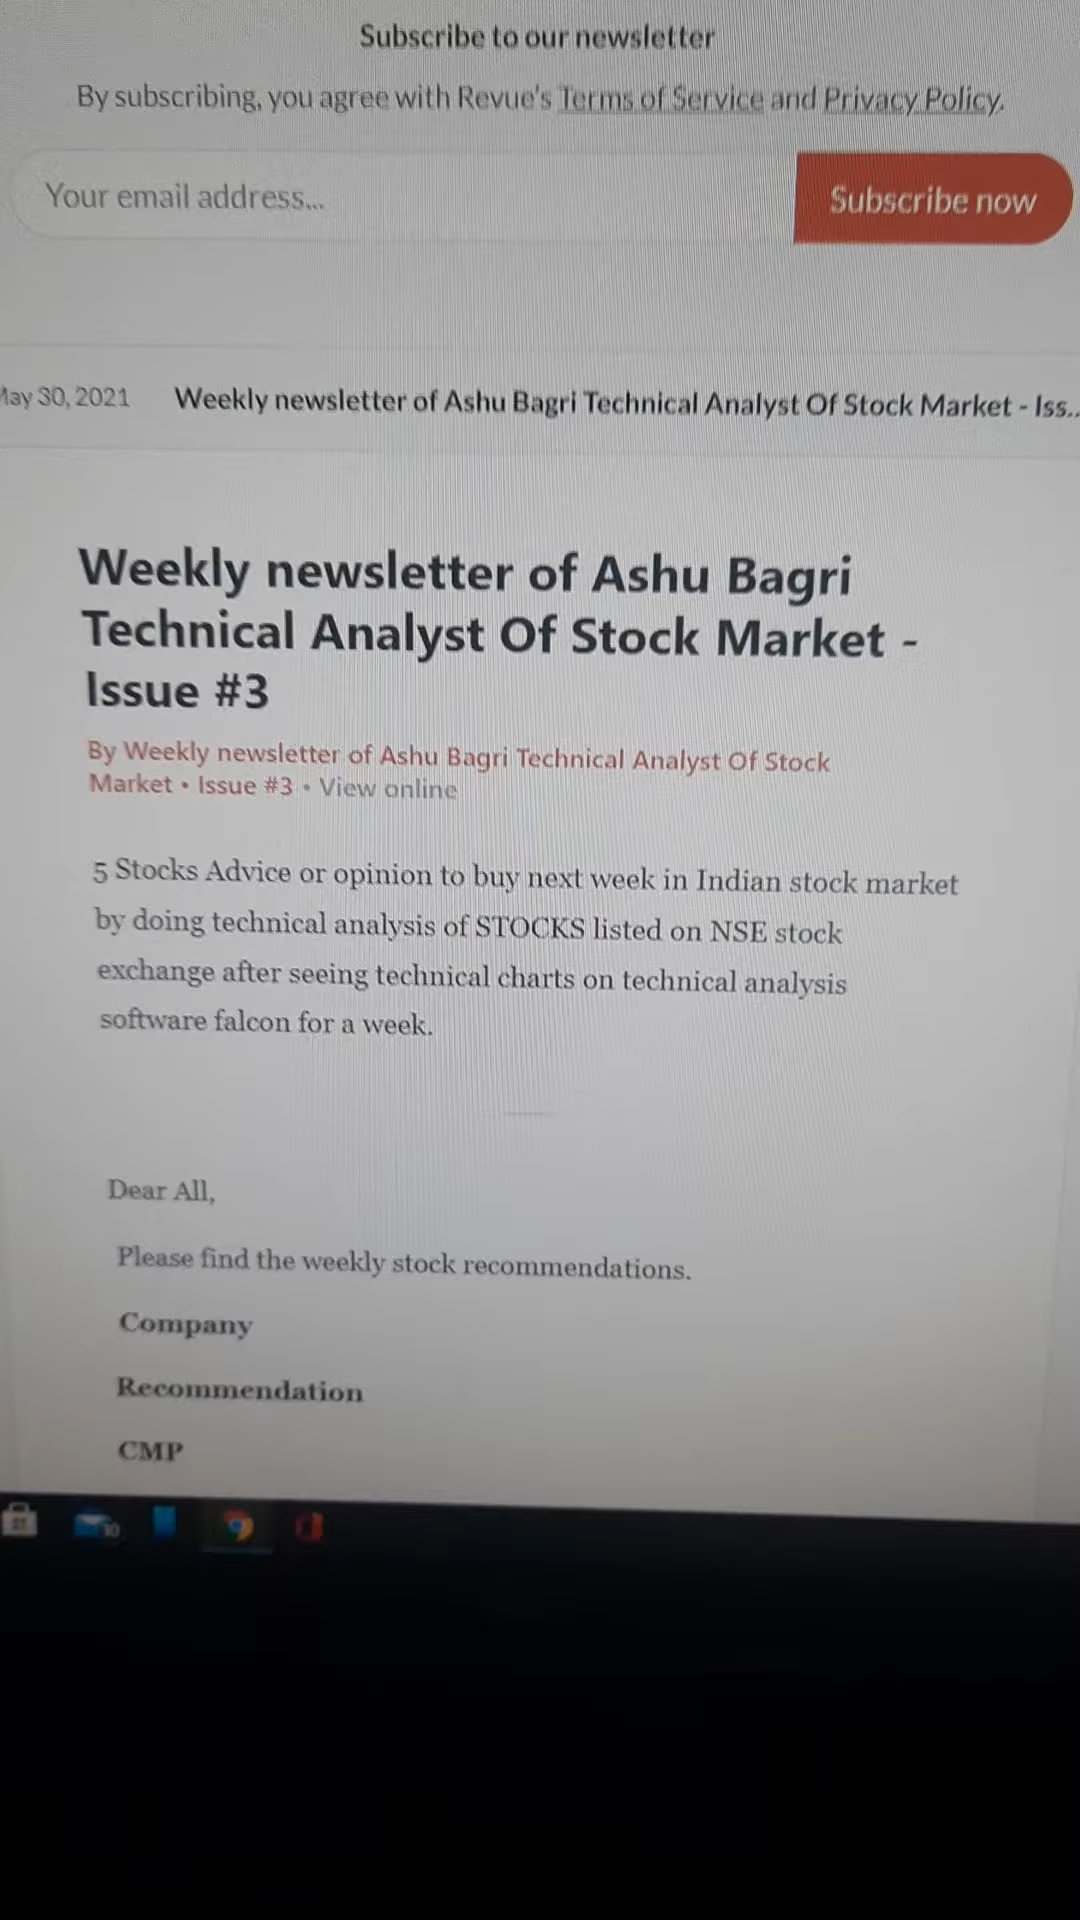 Subscribe to our newsletter
By subscribing, you agree with Revue's Terms of Service and Privacy Policy.
Your email address...
Subscribe now
May 30, 2021 Weekly newsletter of Ashu Bagri Technical Analyst Of Stock Market - Iss...
Weekly newsletter of Ashu Bagri
Technical Analyst Of Stock Market -
Issue #3
By Weekly newsletter of Ashu Bagri Technical Analyst Of Stock
Market • Issue #3 • View online
5 Stocks Advice or opinion to buy next week in Indian stock market
by doing technical analysis of STOCKS listed on NSE stock
exchange after seeing technical charts on technical analysis
software falcon for a week.
Dear All,
Please find the weekly stock recommendations.
Company
Recommendation
CMP
10